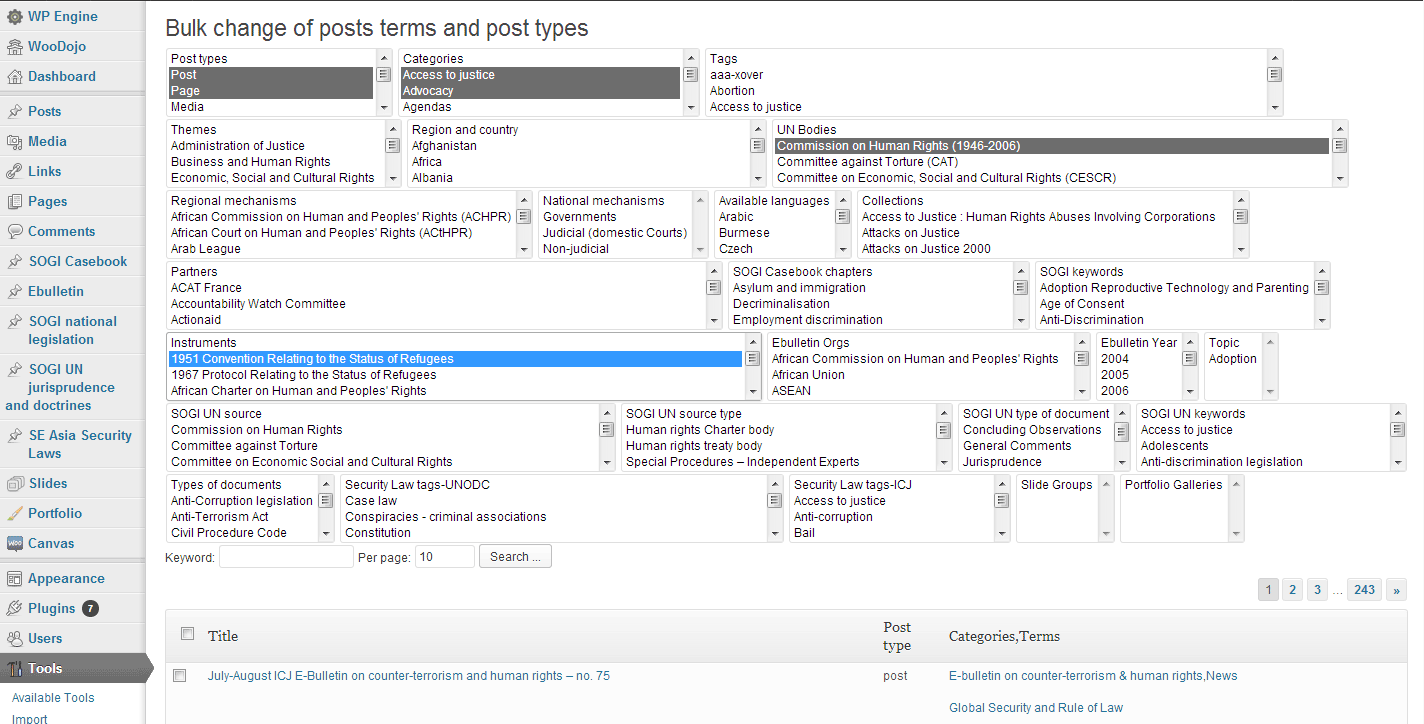 WP Engine
WooDojo
Dashboard
Posts
Media
Links
Pages
Comments
SOGI Casebook
Ebulletin
SOGI national
legislation
SOGI UN
jurisprudence
and doctrines
SE Asia Security
Laws
Slides
Portfolio
WOO Canvas
Appearance
Plugins 7
Users
Tools
Available Tools
Import
Bulk change of posts terms and post types
Post types
Post
Page
Media
Categories
Access to justice
Advocacy
Agendas
Tags
aaa-xover
Abortion
Access to justice
Themes
Administration of Justice
Business and Human Rights
Economic, Social and Cultural Rights
Region and country
Afghanistan
Africa
Albania
UN Bodies
Commission on Human Rights (1946-2006)
Committee against Torture (CAT)
Committee on Economic, Social and Cultural Rights (CESCR)
Regional mechanisms
African Commission on Human and Peoples' Rights (ACHPR)
African Court on Human and Peoples' Rights (ACtHPR)
Arab League
National mechanisms
Governments
Judicial (domestic Courts)
Non-judicial
Available languages
Arabic
Burmese
Czech
Collections
Access to Justice : Human Rights Abuses Involving Corporations
Attacks on Justice
Attacks on Justice 2000
Partners
ACAT France
Accountability Watch Committee
Actionaid
SOGI Casebook chapters
Asylum and immigration
Decriminalisation
Employment discrimination
SOGI keywords
Adoption Reproductive Technology and Parenting
Age of Consent
Anti-Discrimination
Instruments
1951 Convention Relating to the Status of Refugees
1967 Protocol Relating to the Status of Refugees
African Charter on Human and Peoples' Rights
Ebulletin Orgs
African Commission on Human and Peoples' Rights
African Union
ASEAN
Ebulletin Year
2004
2005
2006
Topic
Adoption
SOGI UN source
Commission on Human Rights
Committee against Torture
Committee on Economic Social and Cultural Rights
SOGI UN source type
Human rights Charter body
Human rights treaty body
Special Procedures – Independent Experts
SOGI UN type of document
Concluding Observations
General Comments
Jurisprudence
SOGI UN keywords
Access to justice
Adolescents
Anti-discrimination legislation
Types of documents
Anti-Corruption legislation
Anti-Terrorism Act
Civil Procedure Code
Security Law tags-UNODC
Case law
Conspiracies - criminal associations
Constitution
Security Law tags-ICJ
Access to justice
Anti-corruption
Bail
Slide Groups
Portfolio Galleries
Keyword: Per page: 10 Search ...
1 2 3 ... 243 »
Title Post type Categories,Terms
July-August ICJ E-Bulletin on counter-terrorism and human rights – no. 75 post E-bulletin on counter-terrorism & human rights,News
Global Security and Rule of Law